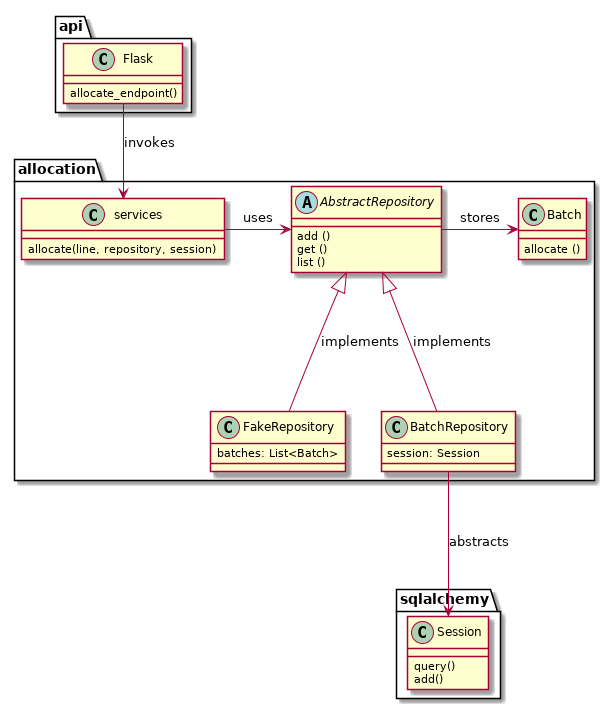 api
C Flask
allocate_endpoint()
invokes
allocation
C services
allocate(line, repository, session)
uses
A AbstractRepository
add ()
get ()
list ()
stores
C Batch
allocate ()
implements
implements
C FakeRepository
batches: List<Batch>
C BatchRepository
session: Session
abstracts
sqlalchemy
C Session
query()
add()